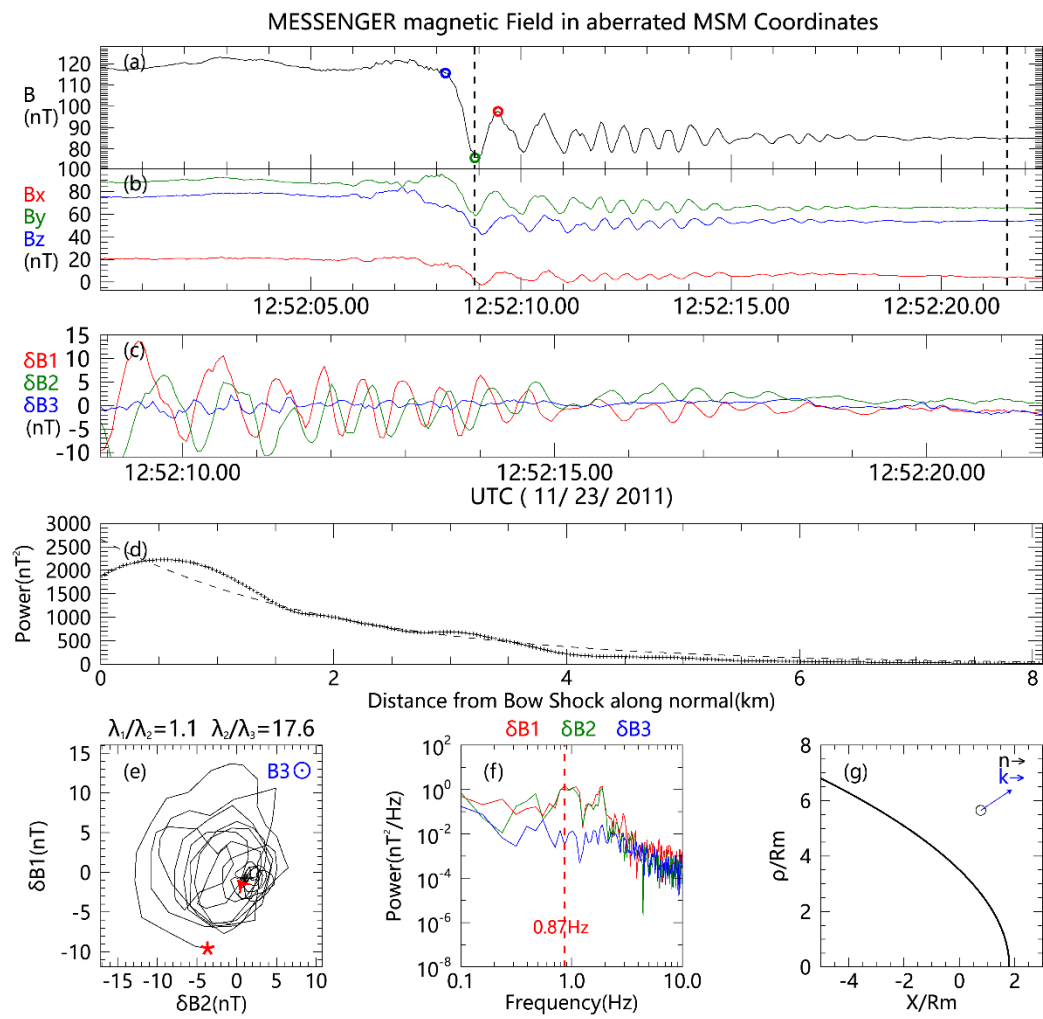 MESSENGER magnetic Field in aberrated MSM Coordinates
(a)
B
(nT)
120
100
80
(b)
Bx
By
Bz
(nT)
100
80
60
40
20
0
12:52:05.00 12:52:10.00 12:52:15.00 12:52:20.00
(c)
δB1
δB2
δB3
(nT)
15
10
5
0
-5
-10
12:52:10.00 12:52:15.00 12:52:20.00
UTC ( 11/ 23/ 2011)
(d)
Power(nT²)
3000
2500
2000
1500
1000
500
0
0 2 4 6 8
Distance from Bow Shock along normal(km)
λ₁/λ₂=1.1 λ₂/λ₃=17.6
(e)
B3
δB1(nT)
15
10
5
0
-5
-10
-15 -10 -5 0 5 10
δB2(nT)
δB1 δB2 δB3
(f)
Power(nT²/Hz)
10²
10⁰
10⁻²
10⁻⁴
10⁻⁶
10⁻⁸
0.87Hz
0.1 1.0 10.0
Frequency(Hz)
(g)
n→
k→
ρ/Rm
8
6
4
2
0
-4 -2 0 2
X/Rm